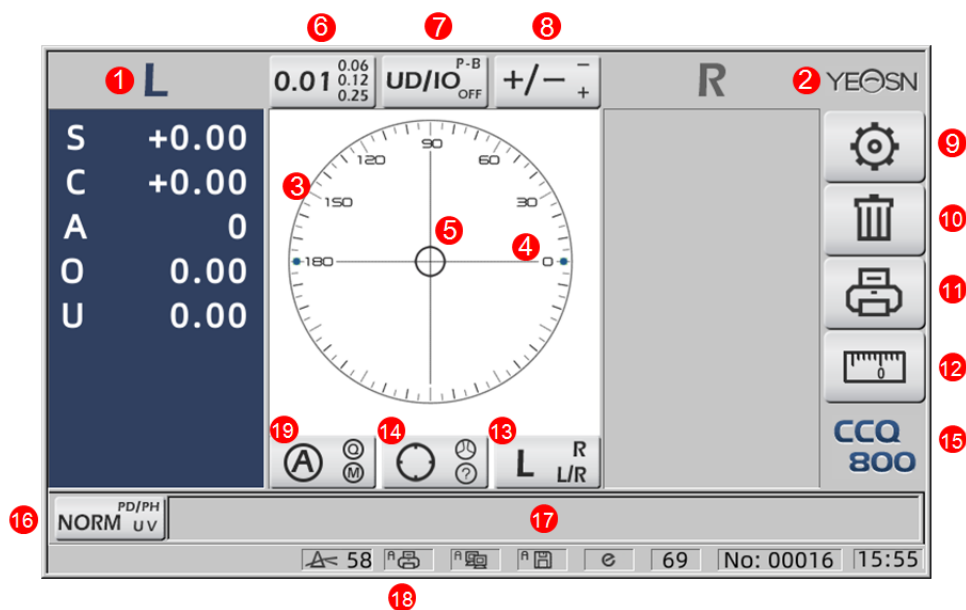 6 7 8
1 L 0.01 0.06 0.12 0.25 UD/IO P-B OFF +/- - + R 2 YEOSN
S +0.00
C +0.00
A 0
O 0.00
U 0.00
90
120 60
3 150 30
5 4
180 0
9
10
11
0
12
19 A Q M 14 ? 13 L R L/R
CCQ
800
15
16 NORM PD/PH UV 17
58 A A A e 69 No: 00016 15:55
18